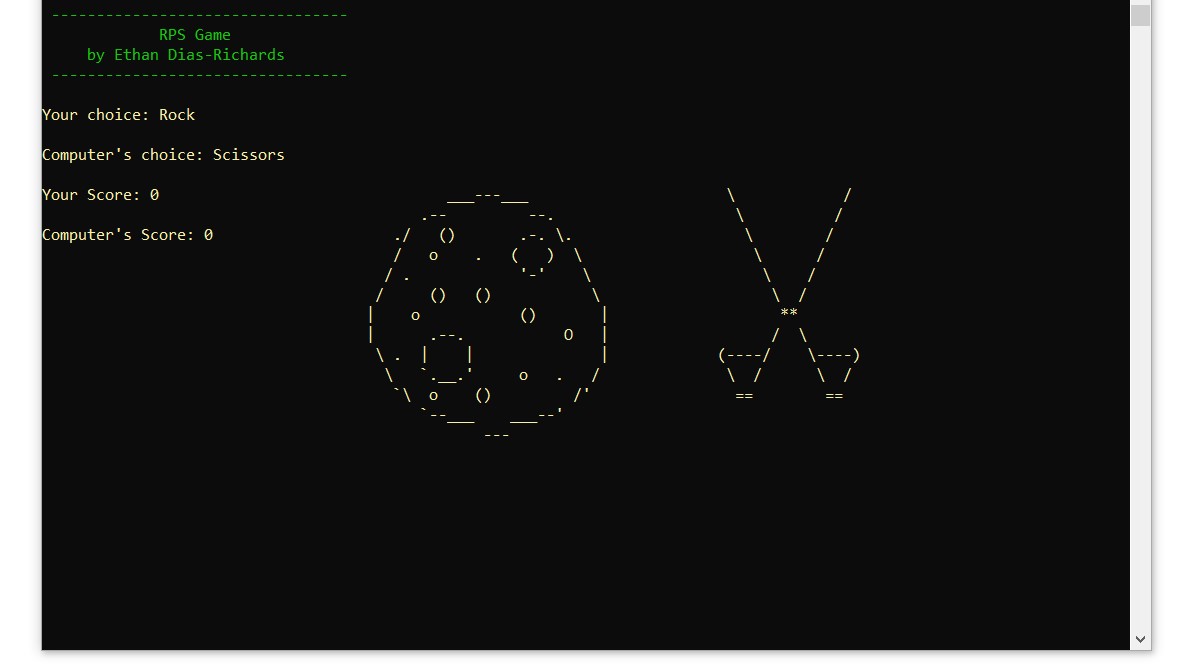 RPS Game
by Ethan Dias-Richards
Your choice: Rock
Computer's choice: Scissors
Your Score: 0
Computer's Score: 0